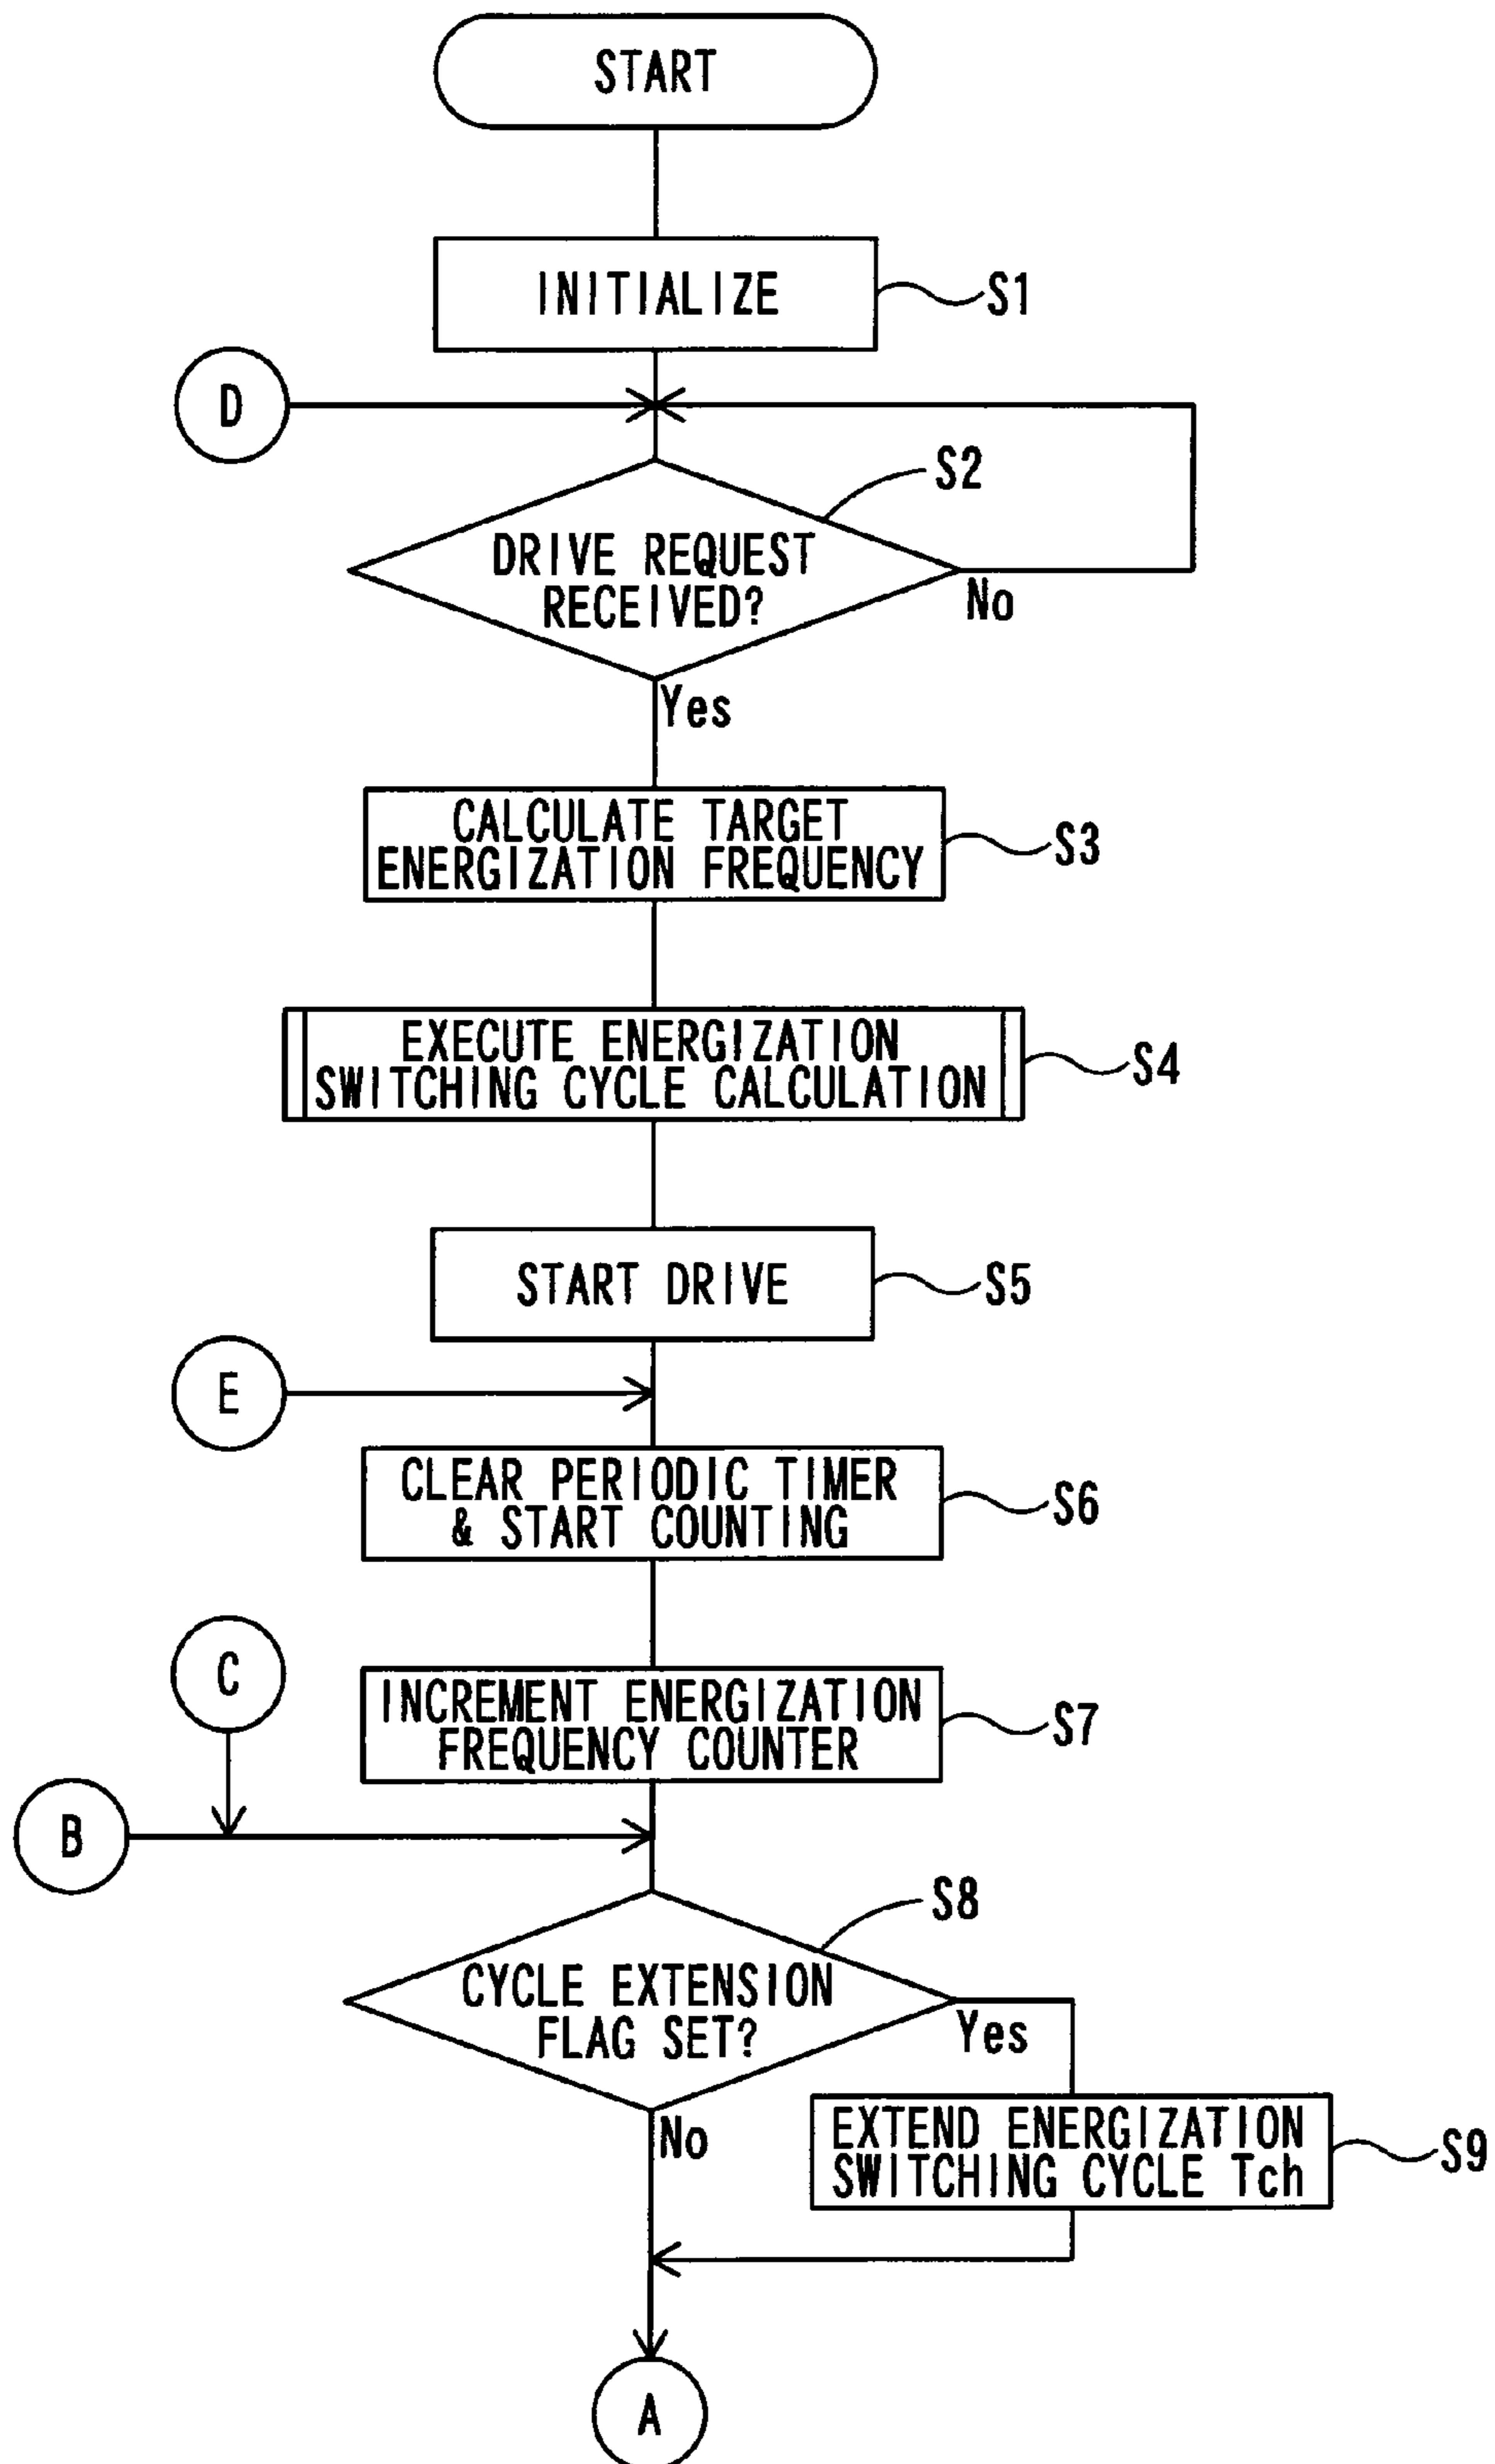 START
INITIALIZE
S1
D
S2
DRIVE REQUEST
RECEIVED?
No
Yes
CALCULATE TARGET
ENERGIZATION FREQUENCY
S3
EXECUTE ENERGIZATION
SWITCHING CYCLE CALCULATION
S4
START DRIVE
S5
E
CLEAR PERIODIC TIMER
& START COUNTING
S6
C
INCREMENT ENERGIZATION
FREQUENCY COUNTER
S7
B
S8
CYCLE EXTENSION
FLAG SET?
Yes
No
EXTEND ENERGIZATION
SWITCHING CYCLE Tch
S9
A